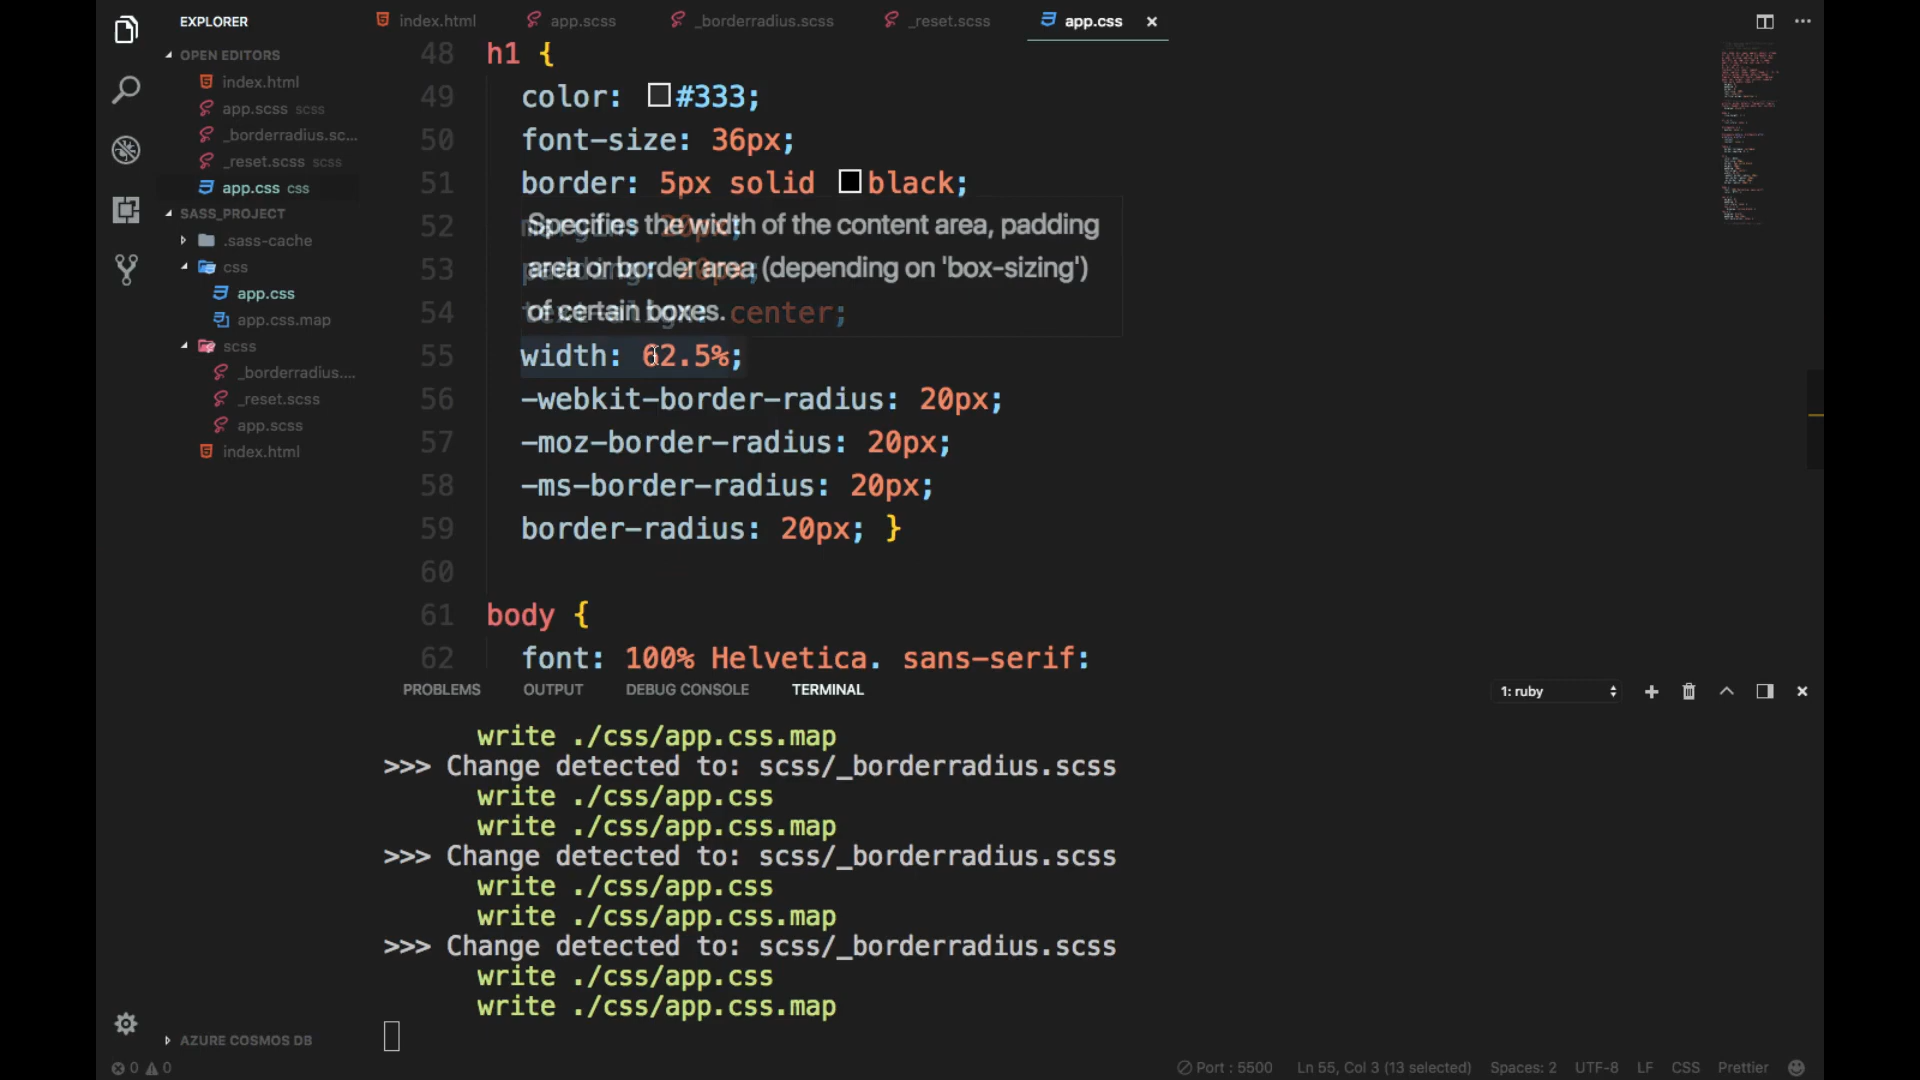 EXPLORER
OPEN EDITORS
index.html
app.scss scss
_borderradius.sc...
_reset.scss scss
app.css css
SASS_PROJECT
.sass-cache
css
app.css
app.css.map
scss
_borderradius....
_reset.scss
app.scss
index.html
AZURE COSMOS DB
index.html app.scss _borderradius.scss _reset.scss app.css
48 h1 {
49 color: #333;
50 font-size: 36px;
51 border: 5px solid black;
52 margin: 20px;
53 padding: 20px;
54 text-align: center;
Specifies the width of the content area, padding
area or border area (depending on 'box-sizing')
of certain boxes.
55 width: 62.5%;
56 -webkit-border-radius: 20px;
57 -moz-border-radius: 20px;
58 -ms-border-radius: 20px;
59 border-radius: 20px; }
60
61 body {
62 font: 100% Helvetica, sans-serif;
PROBLEMS OUTPUT DEBUG CONSOLE TERMINAL 1: ruby
write ./css/app.css.map
>>> Change detected to: scss/_borderradius.scss
write ./css/app.css
write ./css/app.css.map
>>> Change detected to: scss/_borderradius.scss
write ./css/app.css
write ./css/app.css.map
>>> Change detected to: scss/_borderradius.scss
write ./css/app.css
write ./css/app.css.map
0 0 Port : 5500 Ln 55, Col 3 (13 selected) Spaces: 2 UTF-8 LF CSS Prettier